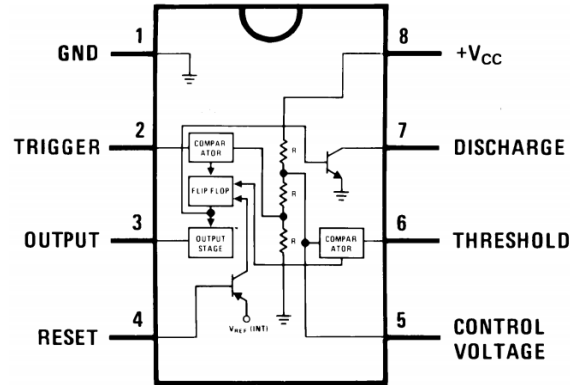 1
GND
8
+VCC
2
TRIGGER
7
DISCHARGE
COMPAR
ATOR
R
FLIP FLOP
R
3
OUTPUT
OUTPUT
STAGE
R
COMPAR
ATOR
6
THRESHOLD
4
RESET
VREF (INT)
5
CONTROL
VOLTAGE